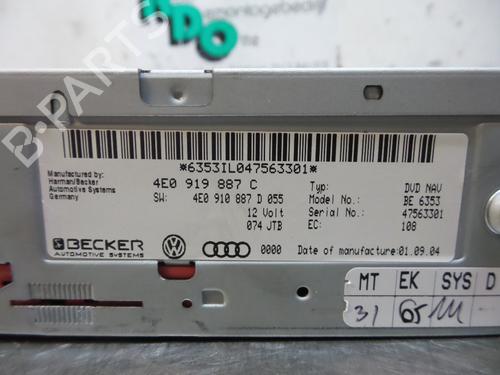 DO
montagebedrijf
B-PARTS
*6353IL047563301*
Manufactured by:
Harman/Becker
Automotive Systems
Germany
4E0 919 887 C
SW: 4E0 910 887 D 055
12 Volt
074 JTB
Typ: DVD NAV
Model No.: BE 6353
Serial No.: 47563301
EC: 108
BECKER
AUTOMOTIVE SYSTEMS
0000 Date of manufacture:01.09.04
MT EK SYS D
31 65